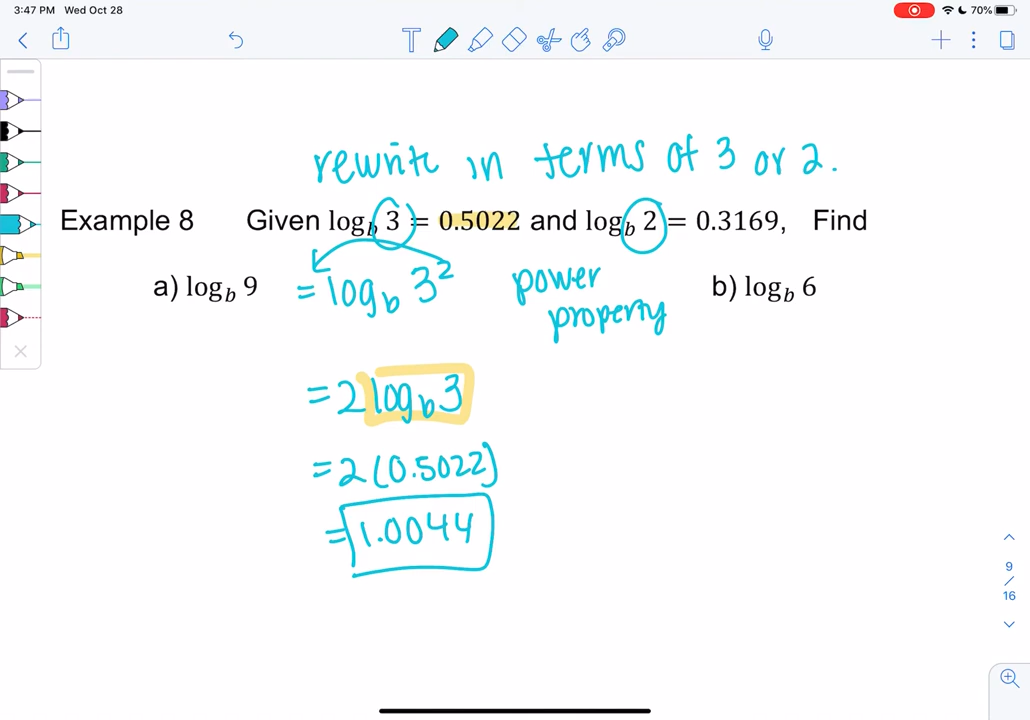 3:47 PM Wed Oct 28 70%
T
rewrite in terms of 3 or 2.
Example 8 Given log_b 3 = 0.5022 and log_b 2 = 0.3169, Find
a) log_b 9 = log_b 3² power property b) log_b 6
= 2 log_b 3
= 2 (0.5022)
= 1.0044
9
/
16